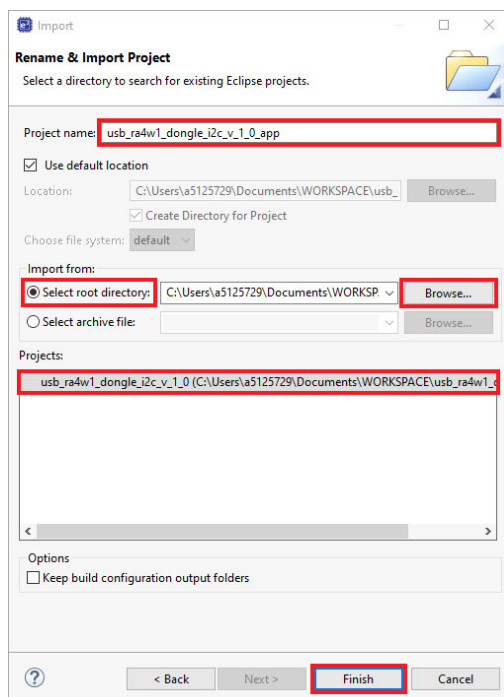 Import
Rename & Import Project
Select a directory to search for existing Eclipse projects.
Project name: usb_ra4w1_dongle_i2c_v_1_0_app
Use default location
Location: C:\Users\a5125729\Documents\WORKSPACE\usb_ Browse...
Create Directory for Project
Choose file system: default
Import from:
Select root directory: C:\Users\a5125729\Documents\WORKSP. Browse...
Select archive file: Browse...
Projects:
usb_ra4w1_dongle_i2c_v_1_0 (C:\Users\a5125729\Documents\WORKSPACE\usb_ra4w1_d
Options
Keep build configuration output folders
? < Back Next > Finish Cancel